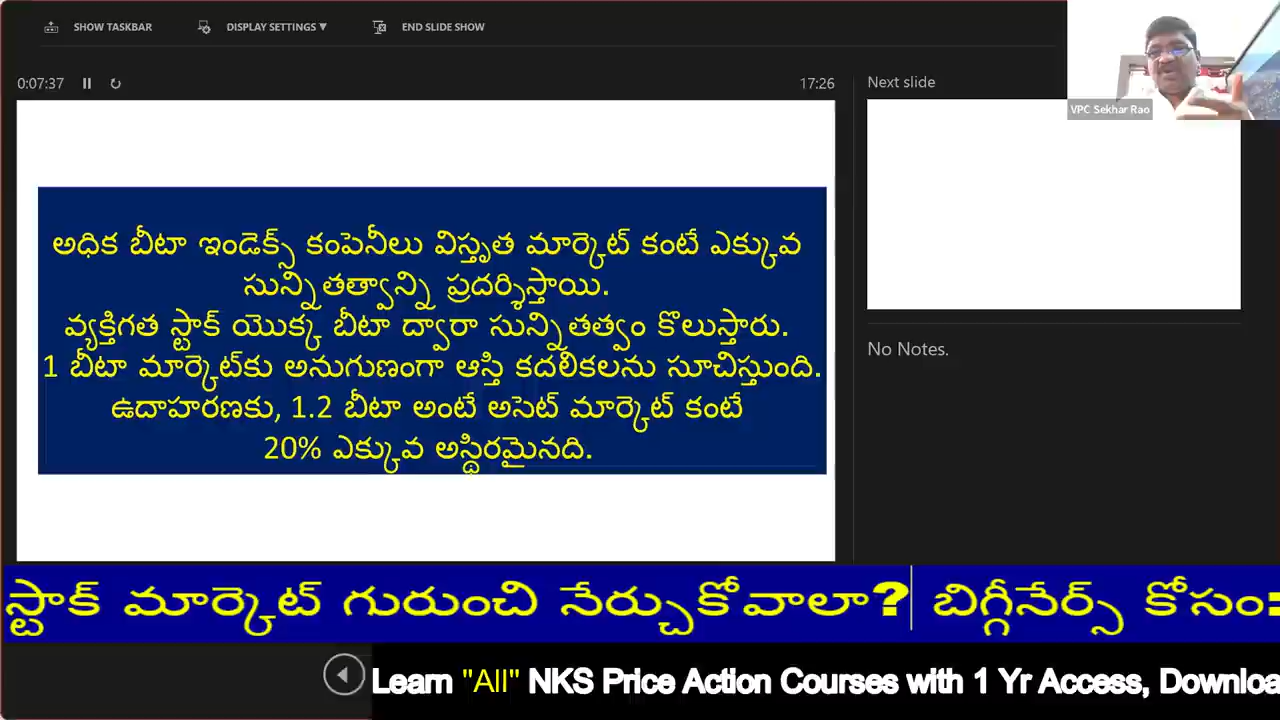 SHOW TASKBAR
DISPLAY SETTINGS ▼
END SLIDE SHOW
0:07:37
17:26
Next slide
VPC Sekhar Rao
అధిక బీటా ఇండెక్స్ కంపెనీలు విస్తృత మార్కెట్ కంటే ఎక్కువ
సున్నితత్వాన్ని ప్రదర్శిస్తాయి.
వ్యక్తిగత స్టాక్ యొక్క బీటా ద్వారా సున్నితత్వం కొలుస్తారు.
1 బీటా మార్కెట్‌కు అనుగుణంగా ఆస్తి కదలికలను సూచిస్తుంది.
ఉదాహరణకు, 1.2 బీటా అంటే అసెట్ మార్కెట్ కంటే
20% ఎక్కువ అస్థిరమైనది.
No Notes.
స్టాక్ మార్కెట్ గురుంచి నేర్చుకోవాలా? బిగ్గీనేర్స్ కోసం:
Learn "All" NKS Price Action Courses with 1 Yr Access, Downloa